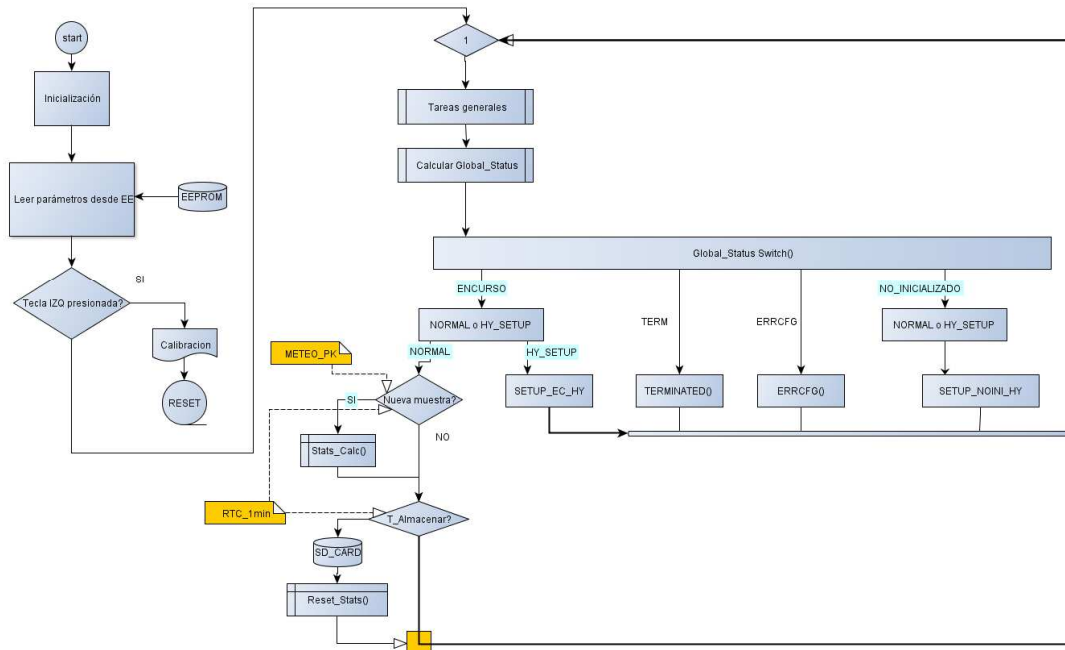 start
1
Inicialización
Tareas generales
Calcular Global_Status
Leer parámetros desde EE
EEPROM
Global_Status Switch()
SI
ENCURSO
NO_INICIALIZADO
Tecla IZQ presionada?
TERM
ERRCFG
NORMAL o HY_SETUP
NORMAL o HY_SETUP
Calibracion
METEO_PK
NORMAL
HY_SETUP
RESET
SI
Nueva muestra?
SETUP_EC_HY
TERMINATED()
ERRCFG()
SETUP_NOINI_HY
NO
Stats_Calc()
RTC_1min
T_Almacenar?
SD_CARD
Reset_Stats()